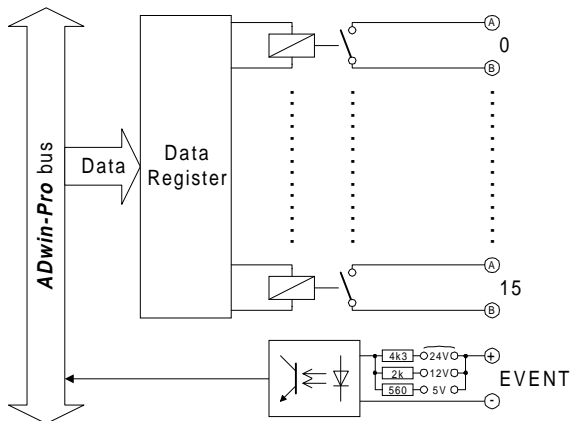 ADwin-Pro bus
Data
Data
Register
A
0
B
A
15
B
4k3 24V +
2k 12V EVENT
560 5V -